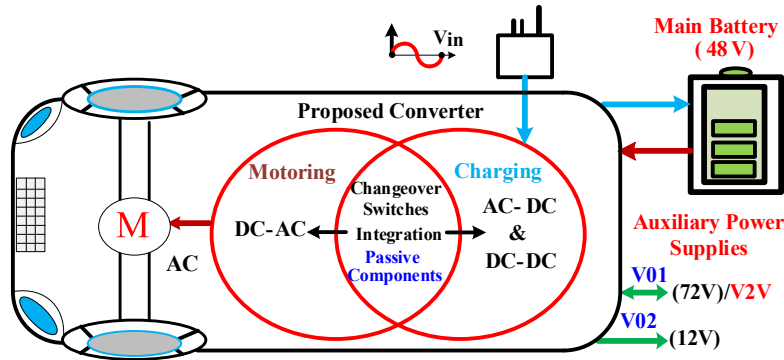 Vin
Main Battery
( 48 V)
Proposed Converter
Motoring
Charging
Changeover
Switches
Integration
Passive
Components
DC-AC
AC- DC
&
DC-DC
M
AC
Auxiliary Power
Supplies
V01
(72V)/V2V
V02
(12V)